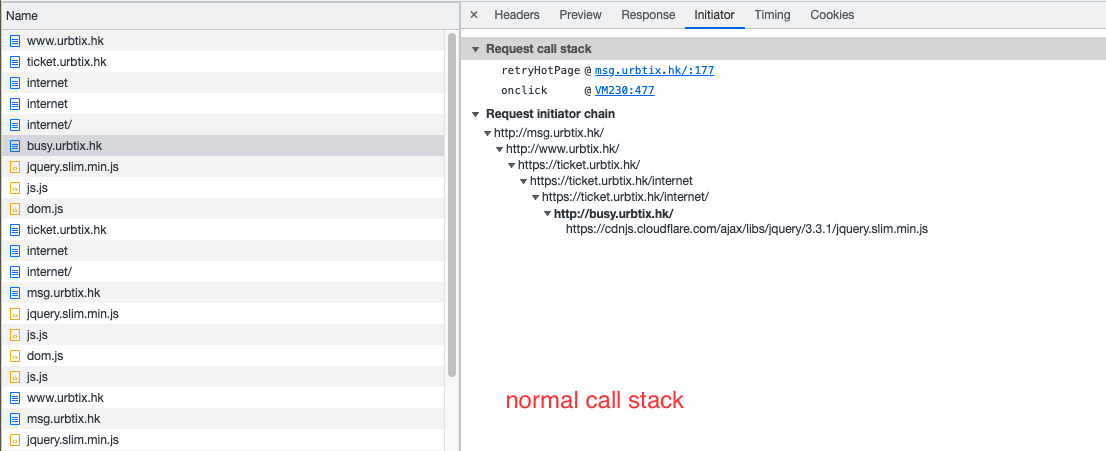 Name
www.urbtix.hk
ticket.urbtix.hk
internet
internet
internet/
busy.urbtix.hk
jquery.slim.min.js
js.js
dom.js
ticket.urbtix.hk
internet
internet/
msg.urbtix.hk
jquery.slim.min.js
js.js
dom.js
js.js
www.urbtix.hk
msg.urbtix.hk
jquery.slim.min.js
× Headers Preview Response Initiator Timing Cookies
▼ Request call stack
retryHotPage @ msg.urbtix.hk/:177
onclick @ VM230:477
▼ Request initiator chain
▼ http://msg.urbtix.hk/
▼ http://www.urbtix.hk/
▼ https://ticket.urbtix.hk/
▼ https://ticket.urbtix.hk/internet
▼ https://ticket.urbtix.hk/internet/
▼ http://busy.urbtix.hk/
https://cdnjs.cloudflare.com/ajax/libs/jquery/3.3.1/jquery.slim.min.js
normal call stack